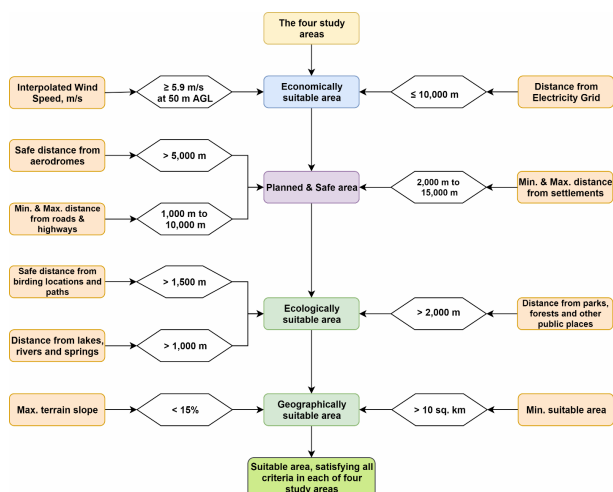 The four study
areas
Interpolated Wind
Speed, m/s
≥ 5.9 m/s
at 50 m AGL
Economically
suitable area
≤ 10,000 m
Distance from
Electricity Grid
Safe distance from
aerodromes
> 5,000 m
Planned & Safe area
2,000 m to
15,000 m
Min. & Max. distance
from settlements
Min. & Max. distance
from roads &
highways
1,000 m to
10,000 m
Safe distance from
birding locations and
paths
> 1,500 m
Ecologically
suitable area
> 2,000 m
Distance from parks,
forests and other
public places
Distance from lakes,
rivers and springs
> 1,000 m
Max. terrain slope
< 15%
Geographically
suitable area
> 10 sq. km
Min. suitable area
Suitable area, satisfying all
criteria in each of four
study areas